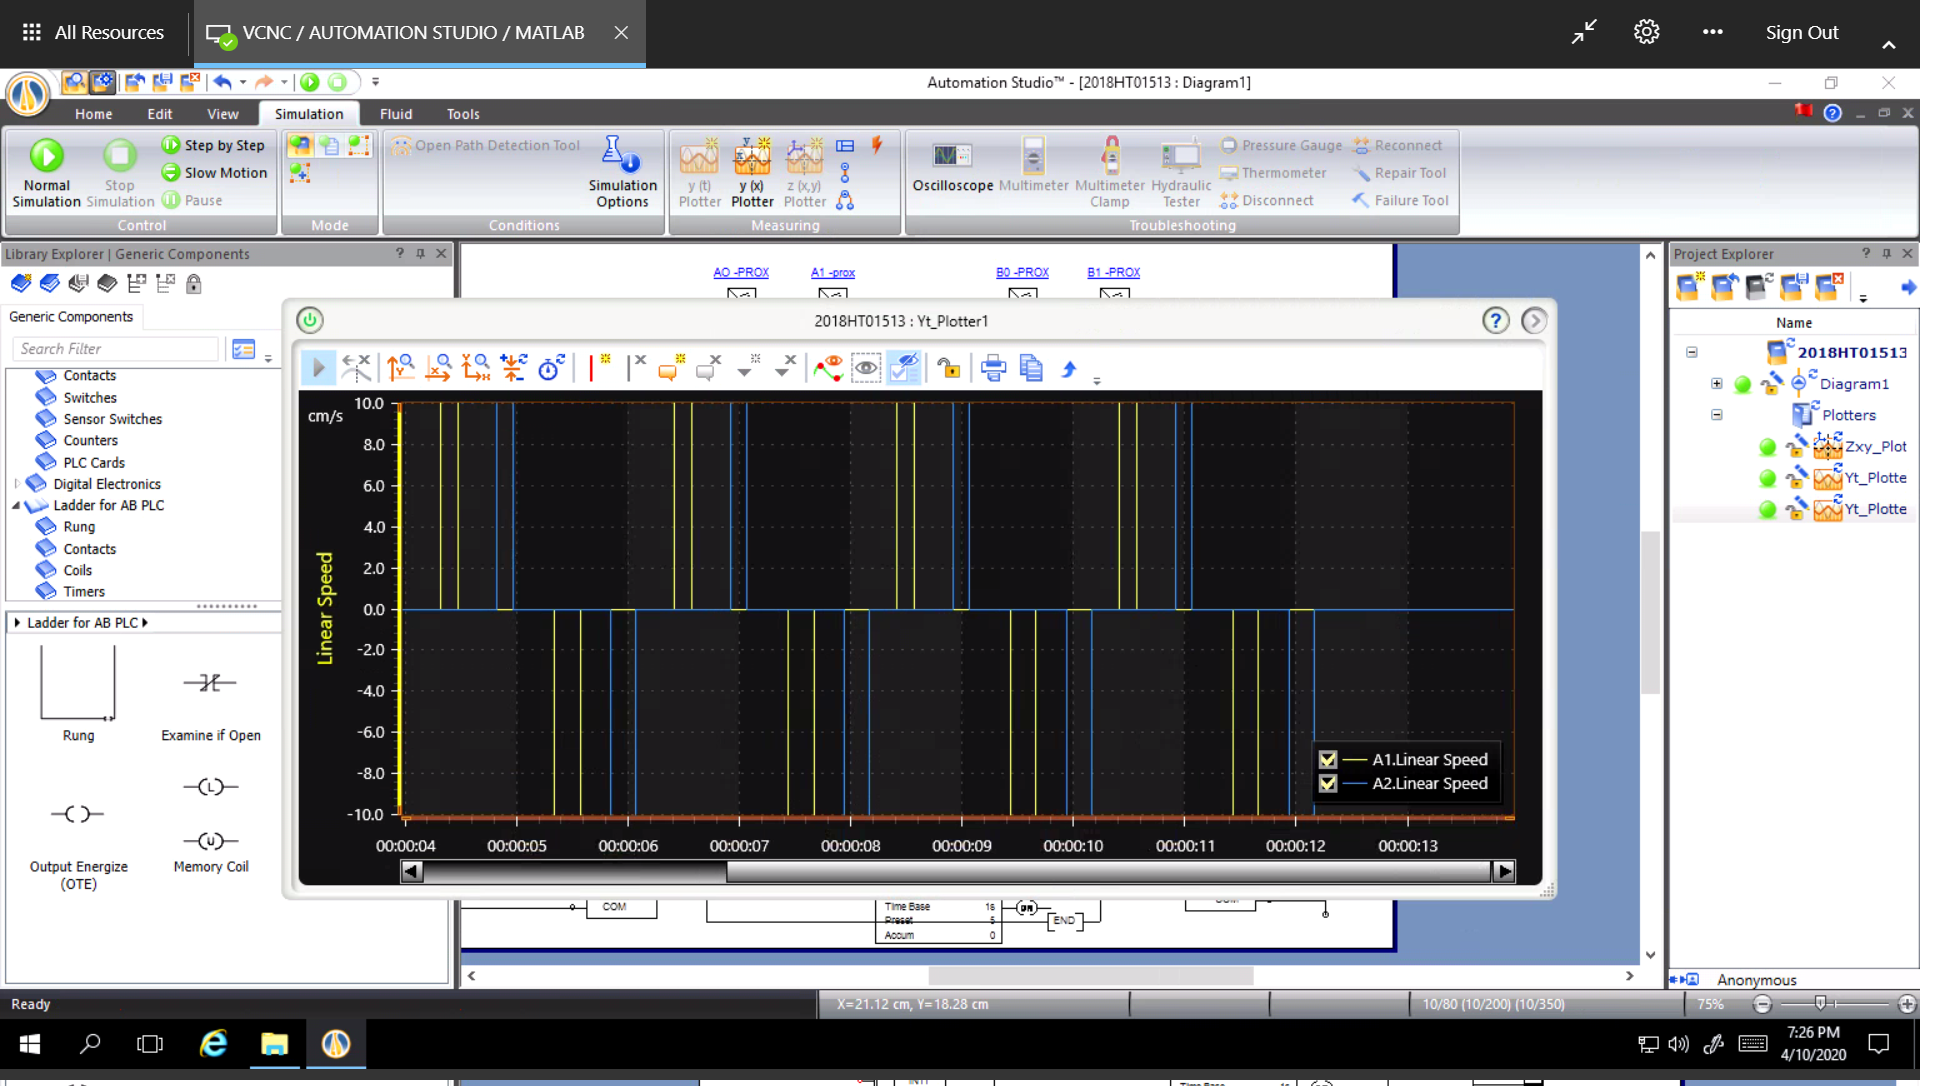 All Resources
VCNC / AUTOMATION STUDIO / MATLAB
Sign Out
Automation Studio™ - [2018HT01513 : Diagram1]
Home Edit View Simulation Fluid Tools
Normal Simulation
Stop Simulation
Step by Step
Slow Motion
Pause
Control
Mode
Open Path Detection Tool
Simulation Options
Conditions
y (t) Plotter
y (x) Plotter
z (x,y) Plotter
Measuring
Oscilloscope
Multimeter
Multimeter Clamp
Hydraulic Tester
Pressure Gauge
Thermometer
Disconnect
Reconnect
Repair Tool
Failure Tool
Troubleshooting
Library Explorer | Generic Components
Generic Components
Search Filter
Contacts
Switches
Sensor Switches
Counters
PLC Cards
Digital Electronics
Ladder for AB PLC
Rung
Contacts
Coils
Timers
Ladder for AB PLC
Rung
Examine if Open
Output Energize (OTE)
L
U
Memory Coil
AO -PROX
A1 -prox
B0 -PROX
B1 -PROX
2018HT01513 : Yt_Plotter1
cm/s
Linear Speed
10.0
8.0
6.0
4.0
2.0
0.0
-2.0
-4.0
-6.0
-8.0
-10.0
A1.Linear Speed
A2.Linear Speed
00:00:04 00:00:05 00:00:06 00:00:07 00:00:08 00:00:09 00:00:10 00:00:11 00:00:12 00:00:13
COM
Time Base 1s
Preset 5
Accum 0
DN
END
Project Explorer
Name
2018HT01513
Diagram1
Plotters
Zxy_Plot
Yt_Plotte
Yt_Plotte
Anonymous
Ready
X=21.12 cm, Y=18.28 cm
10/80 (10/200) (10/350)
75%
7:26 PM
4/10/2020
Time Base 1s